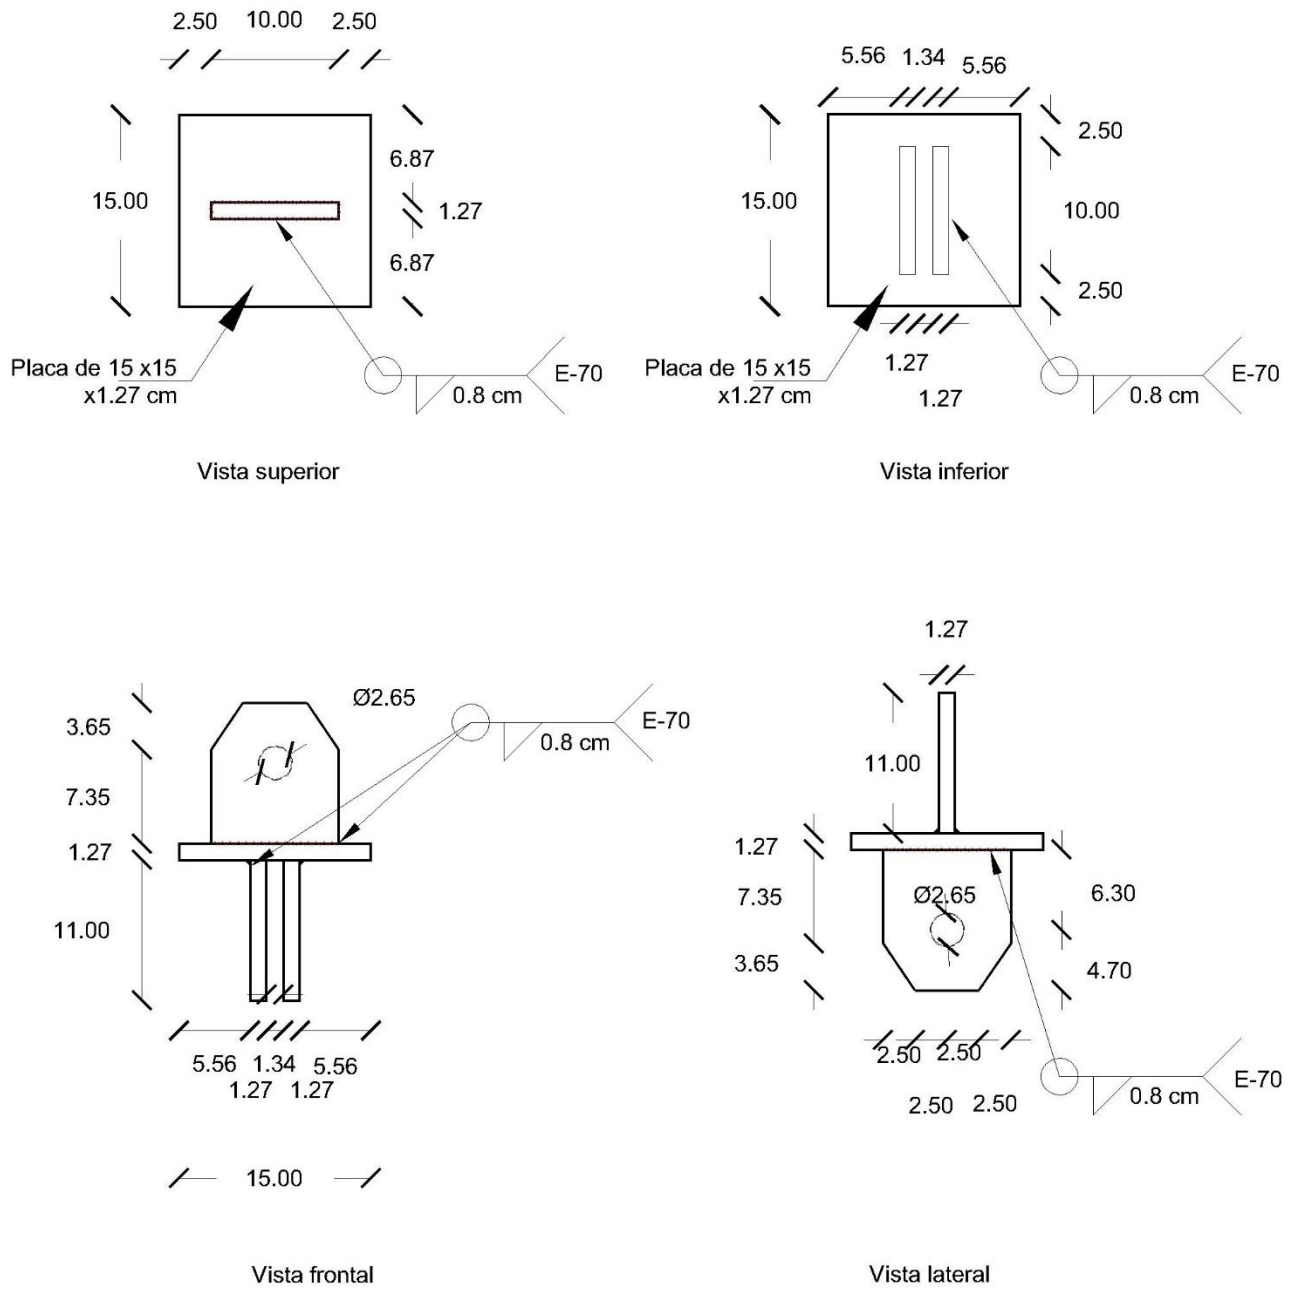 2.50 10.00 2.50
15.00
6.87
1.27
6.87
Placa de 15 x15
x1.27 cm
0.8 cm
E-70
Vista superior
5.56 1.34 5.56
15.00
2.50
10.00
2.50
1.27
1.27
Placa de 15 x15
x1.27 cm
0.8 cm
E-70
Vista inferior
3.65
7.35
1.27
11.00
Ø2.65
0.8 cm
E-70
5.56 1.34 5.56
1.27 1.27
15.00
Vista frontal
1.27
11.00
1.27
7.35
3.65
Ø2.65
6.30
4.70
2.50 2.50
2.50 2.50
0.8 cm
E-70
Vista lateral